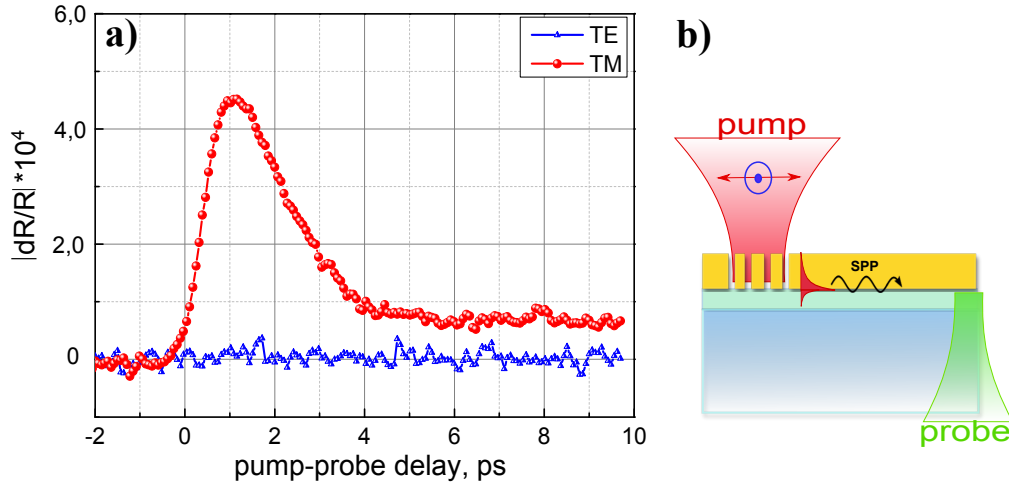 a)
6,0
4,0
2,0
0
|dR/R| *10⁴
-2
0
2
4
6
8
10
pump-probe delay, ps
TE
TM
b)
pump
SPP
probe